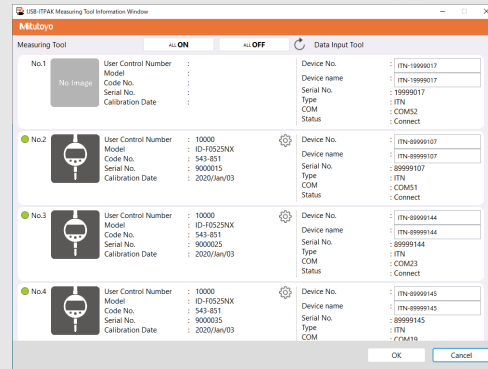 USB-ITPAK Measuring Tool Information Window
Mitutoyo
Measuring Tool ALL ON ALL OFF Data Input Tool
No.1
No Image
User Control Number :
Model :
Code No. :
Serial No. :
Calibration Date :
Device No. : ITN-19999017
Device name : ITN-19999017
Serial No. : 19999017
Type : ITN
COM : COM52
Status : Connect
No.2
User Control Number : 10000
Model : ID-F0525NX
Code No. : 543-851
Serial No. : 9000015
Calibration Date : 2020/Jan/03
Device No. : ITN-89999107
Device name : ITN-89999107
Serial No. : 89999107
Type : ITN
COM : COM51
Status : Connect
No.3
User Control Number : 10000
Model : ID-F0525NX
Code No. : 543-851
Serial No. : 9000025
Calibration Date : 2020/Jan/03
Device No. : ITN-89999144
Device name : ITN-89999144
Serial No. : 89999144
Type : ITN
COM : COM23
Status : Connect
No.4
User Control Number : 10000
Model : ID-F0525NX
Code No. : 543-851
Serial No. : 9000035
Calibration Date : 2020/Jan/03
Device No. : ITN-89999145
Device name : ITN-89999145
Serial No. : 89999145
Type : ITN
COM : COM19
OK Cancel